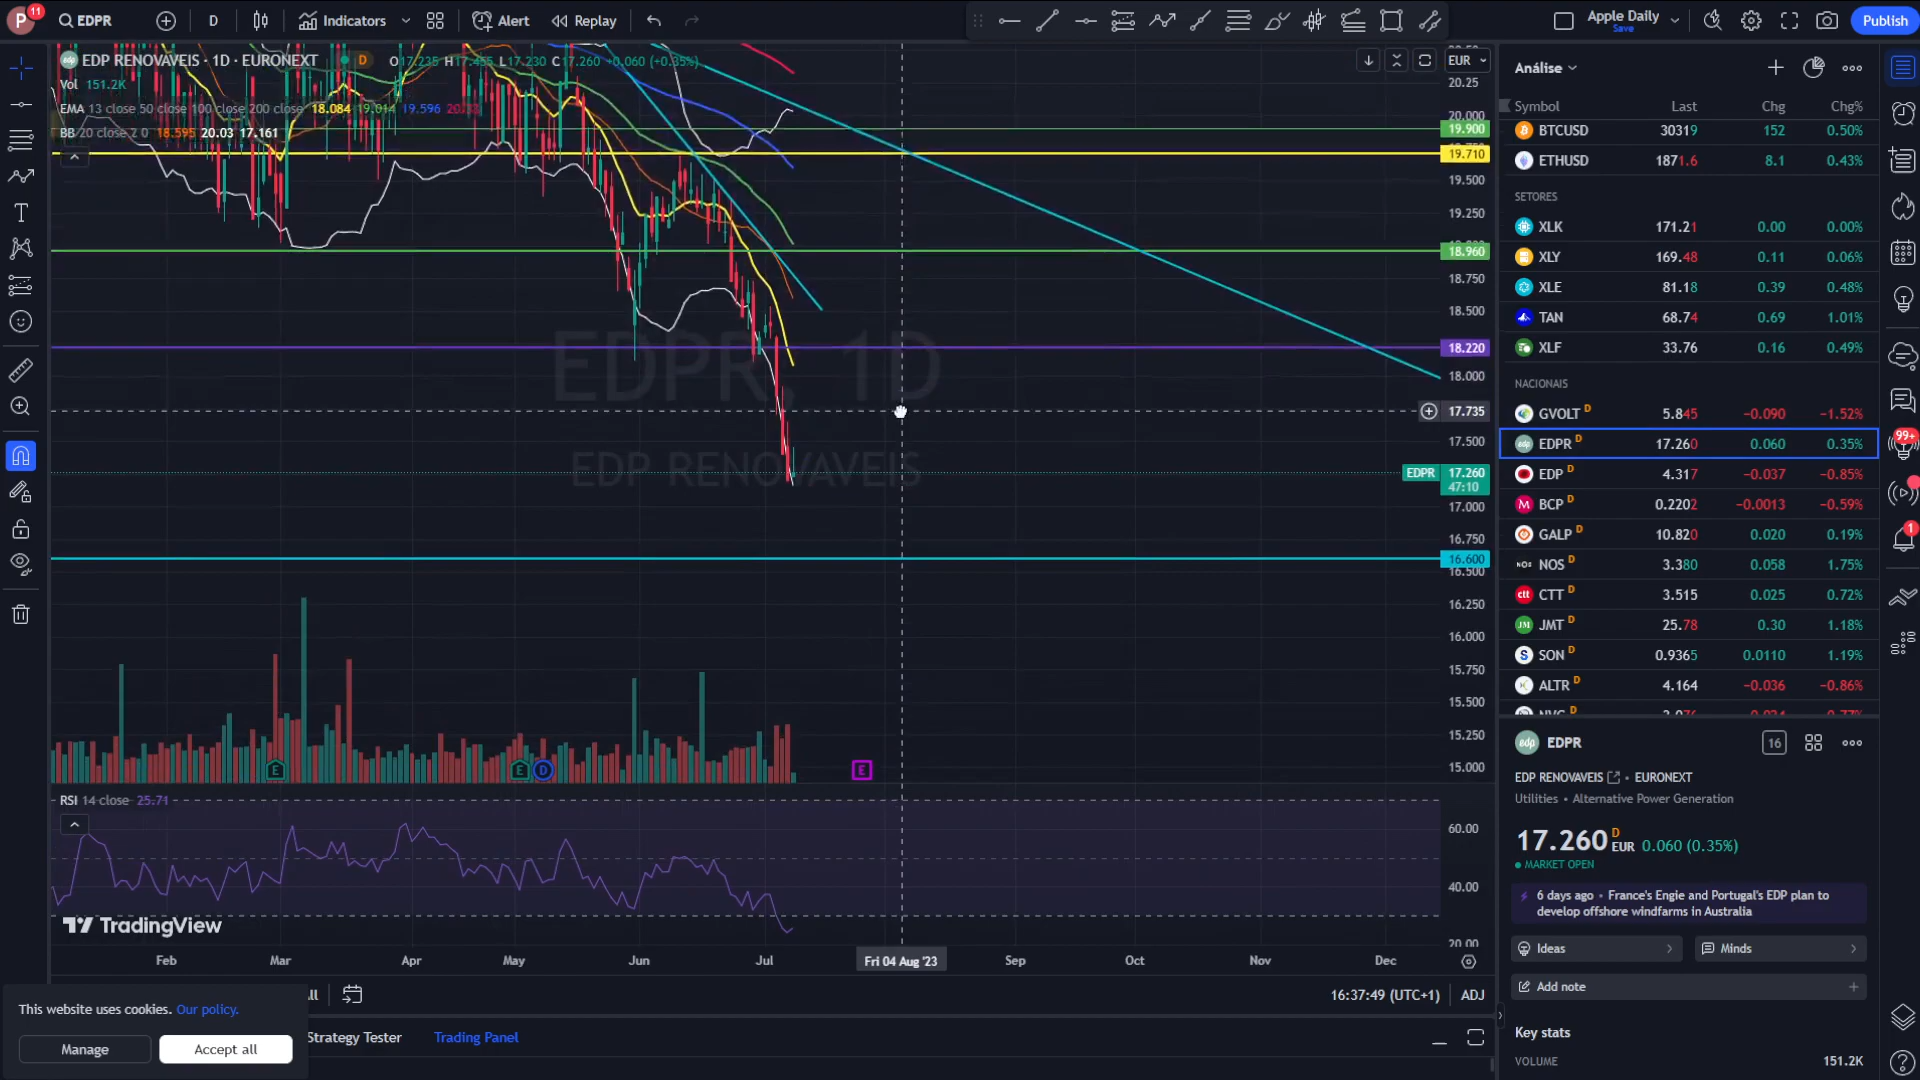 P 11 EDPR D Indicators Alert Replay
Apple Daily
Save
Publish
EDP RENOVAVEIS · 1D · EURONEXT D O17.235 H17.455 L17.230 C17.260 +0.060 (+0.35%)
Vol 151.2K
EMA 13 close 50 close 100 close 200 close 18.084 19.014 19.596
BB 20 close 2 0 18.595 20.03 17.161
EUR
20.25
20.000
19.900
19.710
19.500
19.250
18.960
18.750
18.500
18.220
18.000
17.735
17.500
EDPR 17.260
47:10
17.000
16.750
16.600
16.500
16.250
16.000
15.750
15.500
15.250
15.000
EDPR, 1D
EDP RENOVAVEIS
E E D E
RSI 14 close 25.71
60.00
40.00
20.00
TradingView
Feb Mar Apr May Jun Jul Fri 04 Aug '23 Sep Oct Nov Dec
16:37:49 (UTC+1) ADJ
This website uses cookies. Our policy.
Manage Accept all
Strategy Tester Trading Panel
Análise
Symbol Last Chg Chg%
BTCUSD 30319 152 0.50%
ETHUSD 1871.6 8.1 0.43%
SETORES
XLK 171.21 0.00 0.00%
XLY 169.48 0.11 0.06%
XLE 81.18 0.39 0.48%
TAN 68.74 0.69 1.01%
XLF 33.76 0.16 0.49%
NACIONAIS
GVOLT D 5.845 −0.090 −1.52%
EDPR D 17.260 0.060 0.35%
EDP D 4.317 −0.037 −0.85%
BCP D 0.2202 −0.0013 −0.59%
GALP D 10.820 0.020 0.19%
NOS D 3.380 0.058 1.75%
CTT D 3.515 0.025 0.72%
JMT D 25.78 0.30 1.18%
SON D 0.9365 0.0110 1.19%
ALTR D 4.164 −0.036 −0.86%
EDPR 16
EDP RENOVAVEIS • EURONEXT
Utilities • Alternative Power Generation
17.260 D EUR 0.060 (0.35%)
MARKET OPEN
6 days ago • France's Engie and Portugal's EDP plan to
develop offshore windfarms in Australia
Ideas Minds
Add note
Key stats
VOLUME 151.2K
99+
1